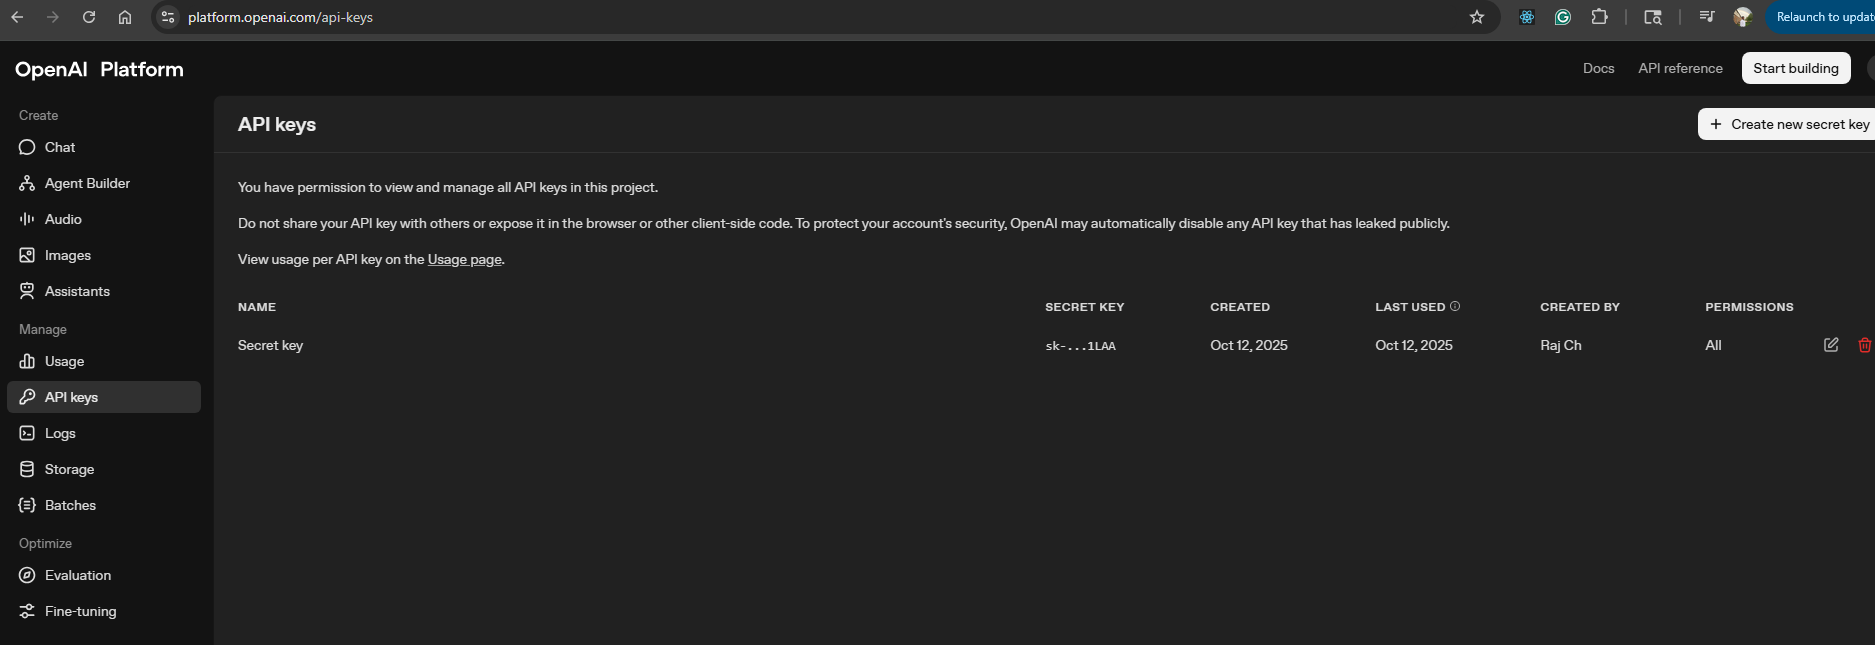 platform.openai.com/api-keys
Relaunch to updat
OpenAI Platform
Docs
API reference
Start building
Create
Chat
Agent Builder
Audio
Images
Assistants
Manage
Usage
API keys
Logs
Storage
Batches
Optimize
Evaluation
Fine-tuning
API keys
+ Create new secret key
You have permission to view and manage all API keys in this project.
Do not share your API key with others or expose it in the browser or other client-side code. To protect your account's security, OpenAI may automatically disable any API key that has leaked publicly.
View usage per API key on the Usage page.
NAME SECRET KEY CREATED LAST USED CREATED BY PERMISSIONS
Secret key sk-...1LAA Oct 12, 2025 Oct 12, 2025 Raj Ch All